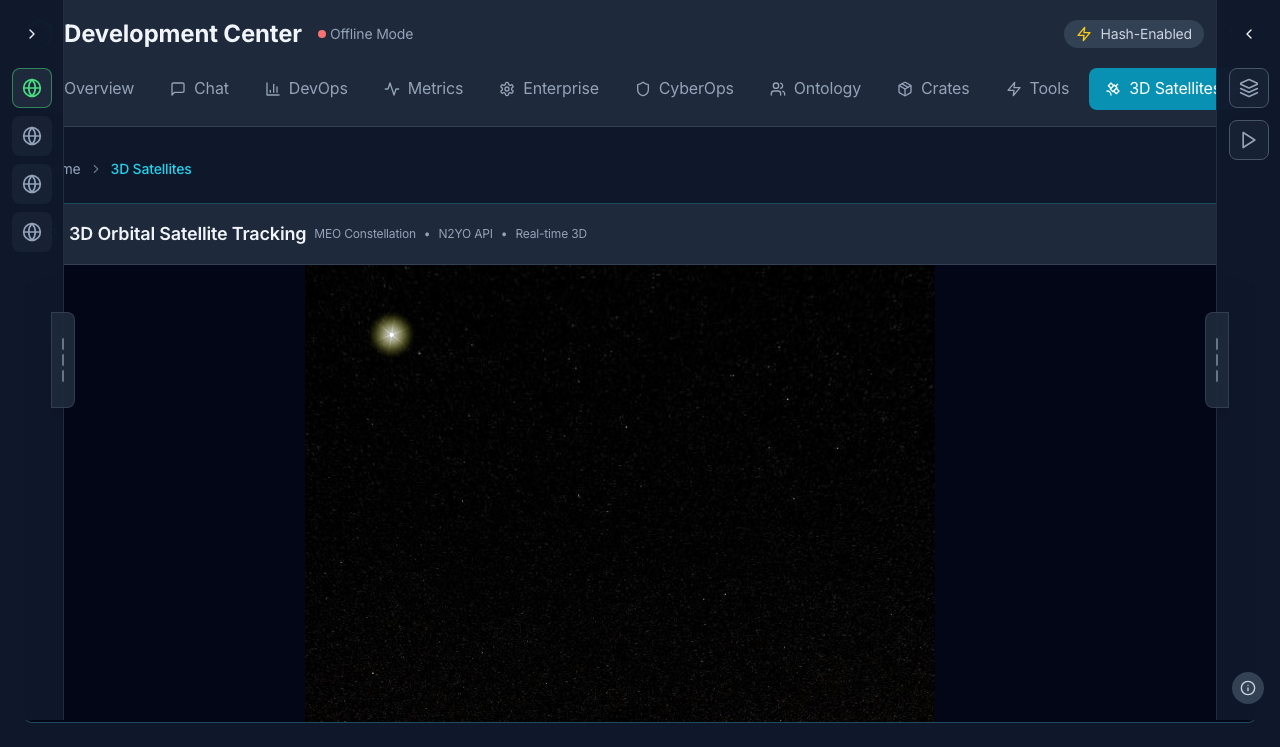 Development Center
Offline Mode
Hash-Enabled
Overview
Chat
DevOps
Metrics
Enterprise
CyberOps
Ontology
Crates
Tools
3D Satellites
me > 3D Satellites
3D Orbital Satellite Tracking MEO Constellation • N2YO API • Real-time 3D